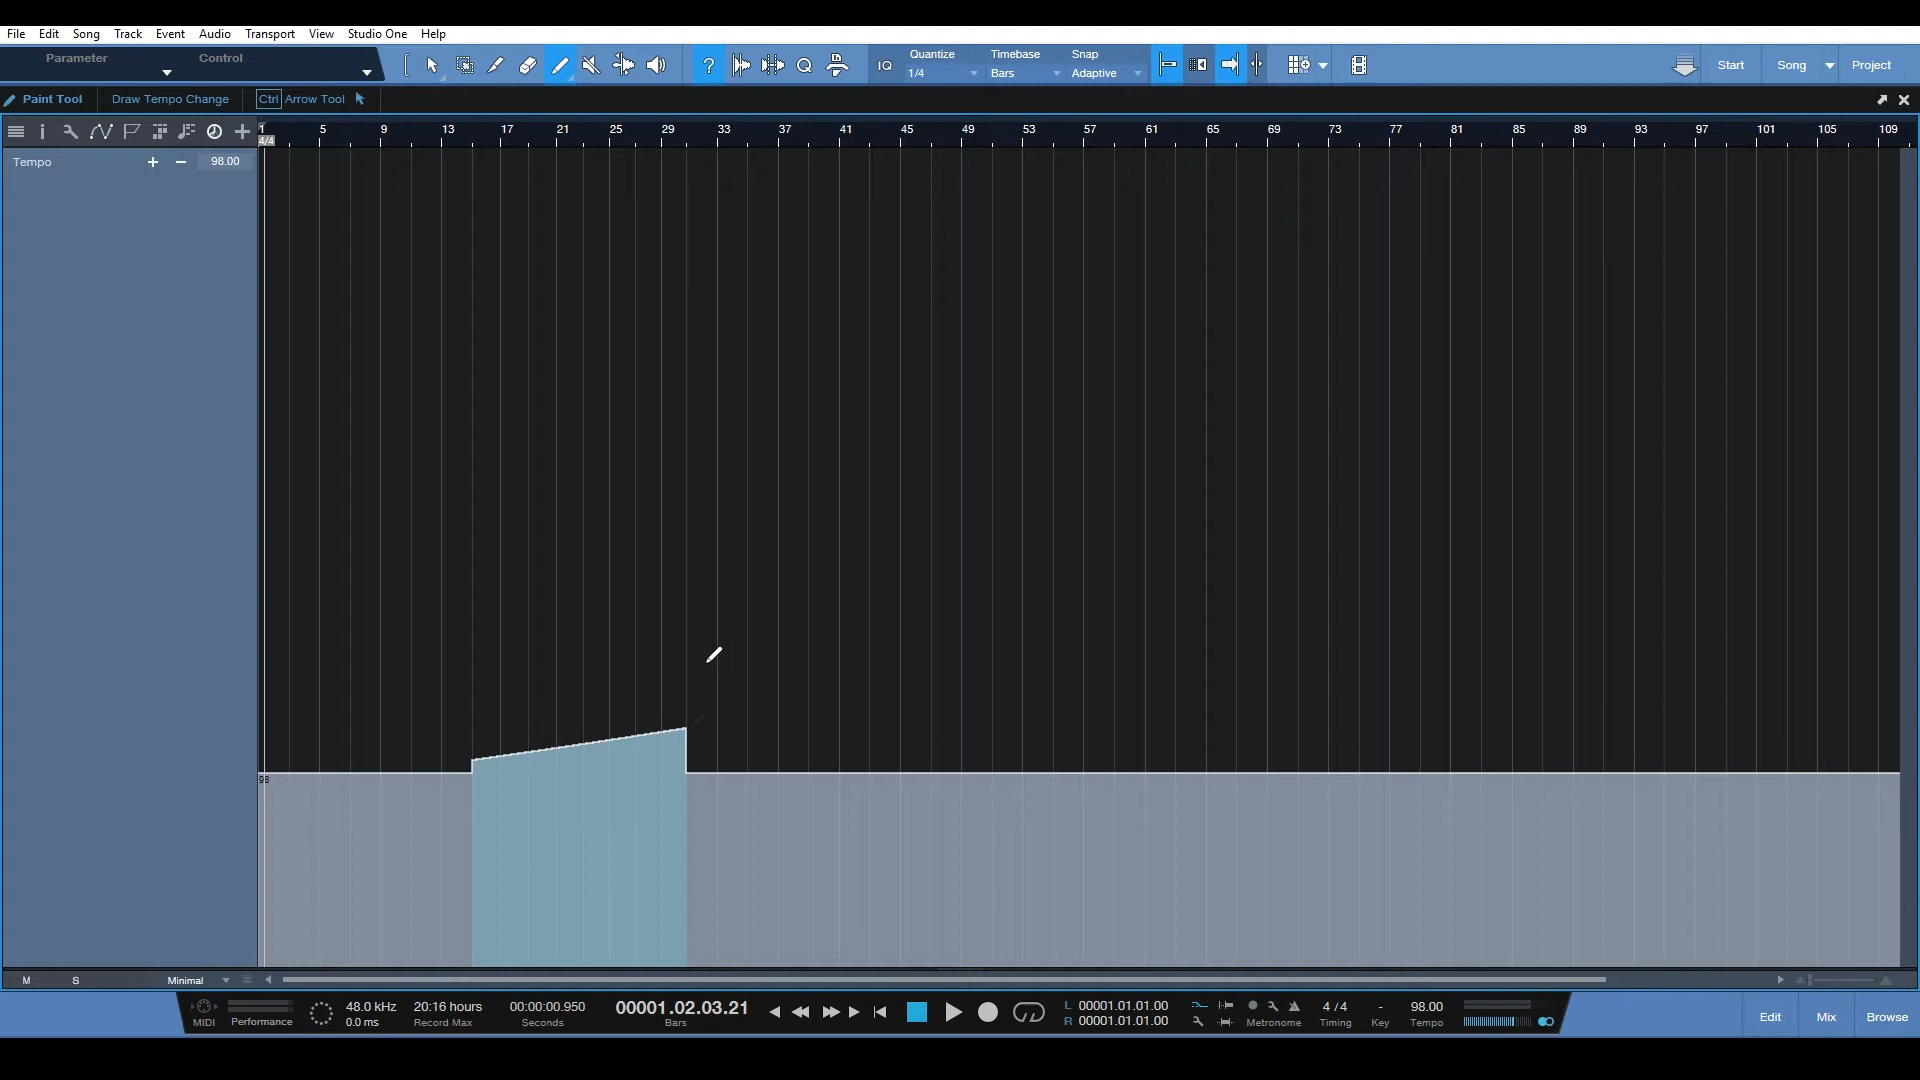 File Edit Song Track Event Audio Transport View Studio One Help
Parameter Control
? Q IQ Quantize Timebase Snap
1/4 Bars Adaptive
Start Song Project
Paint Tool Draw Tempo Change Ctrl Arrow Tool
1 5 9 13 17 21 25 29 33 37 41 45 49 53 57 61 65 69 73 77 81 85 89 93 97 101 105 109
4/4
Tempo + − 98.00
98
M S Minimal
MIDI Performance
48.0 kHz
0.0 ms
20:16 hours
Record Max
00:00:00.950
Seconds
00001.02.03.21
Bars
L 00001.01.01.00
R 00001.01.01.00
Metronome
4 / 4
Timing
-
Key
98.00
Tempo
Edit Mix Browse